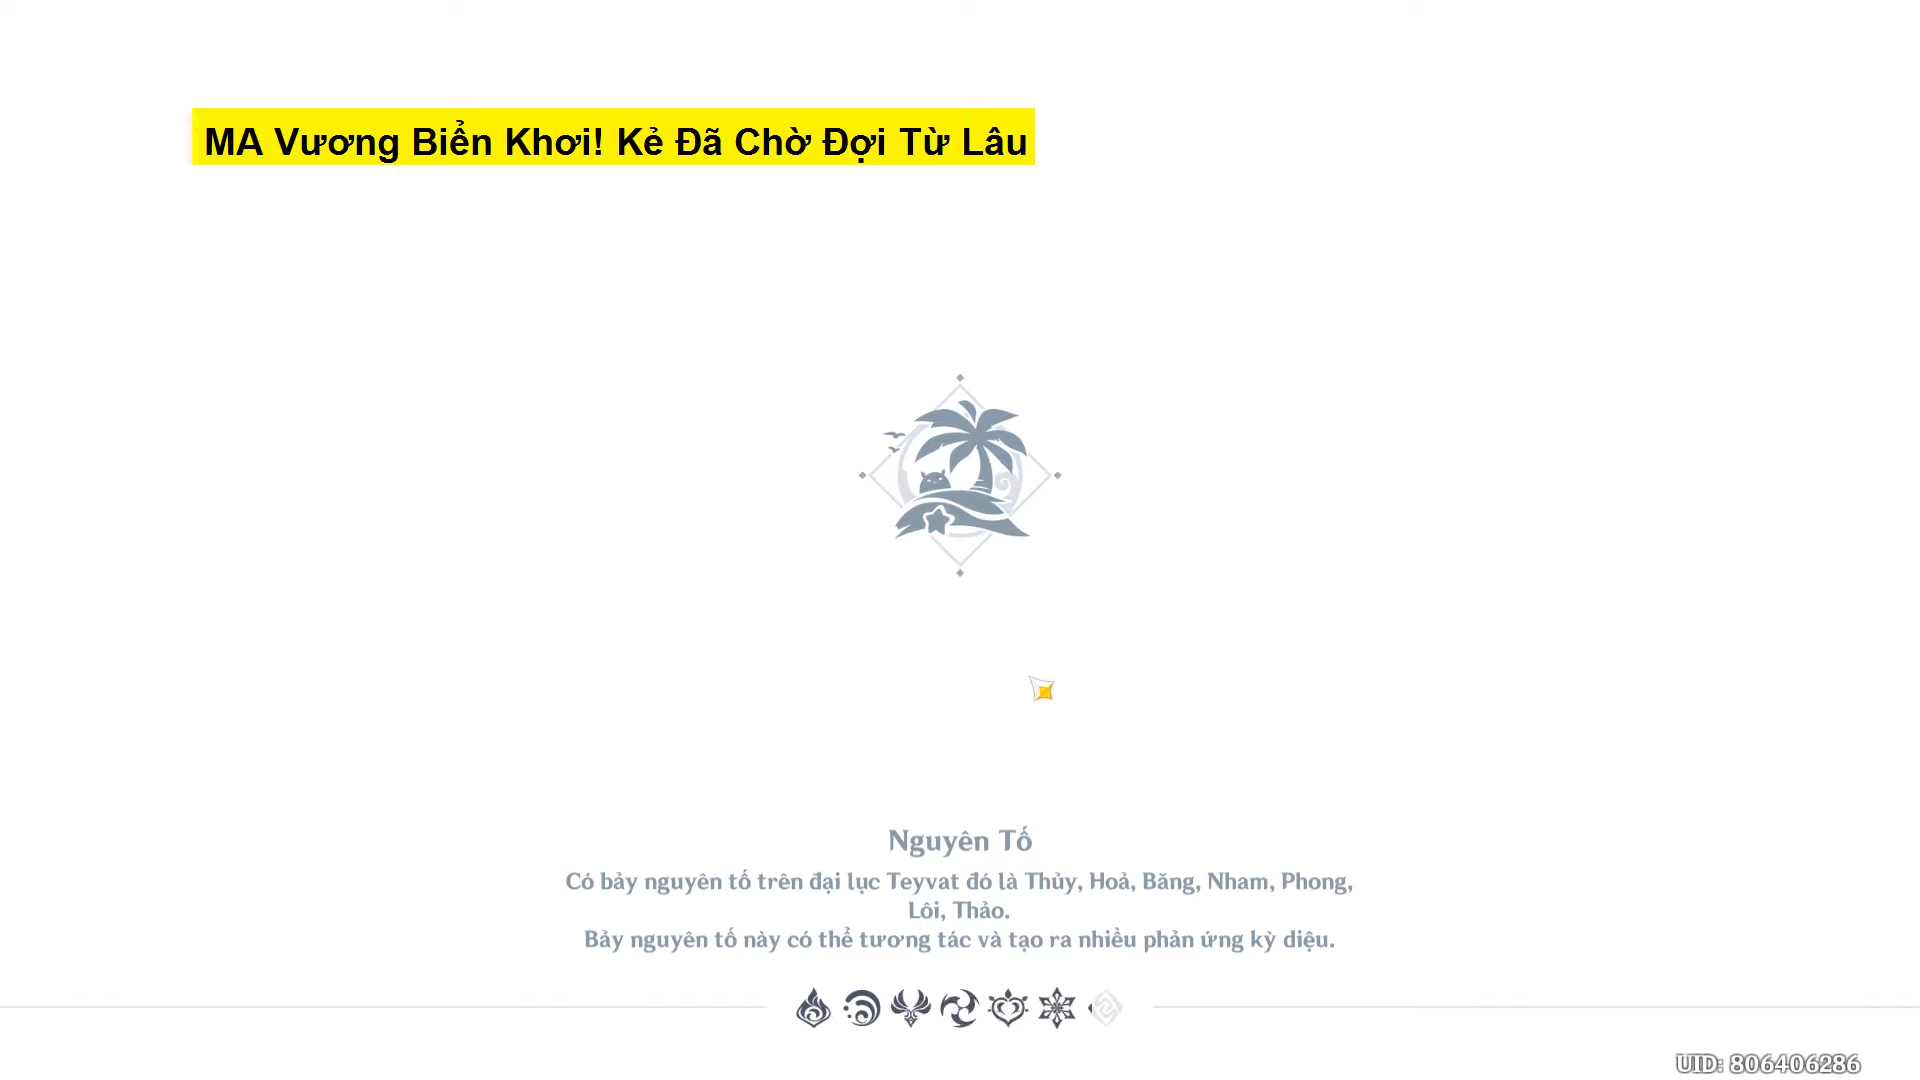 MA Vương Biển Khơi! Kẻ Đã Chờ Đợi Từ Lâu
Nguyên Tố
Có bảy nguyên tố trên đại lục Teyvat đó là Thủy, Hoả, Băng, Nham, Phong,
Lôi, Thảo.
Bảy nguyên tố này có thể tương tác và tạo ra nhiều phản ứng kỳ diệu.
UID: 806406286